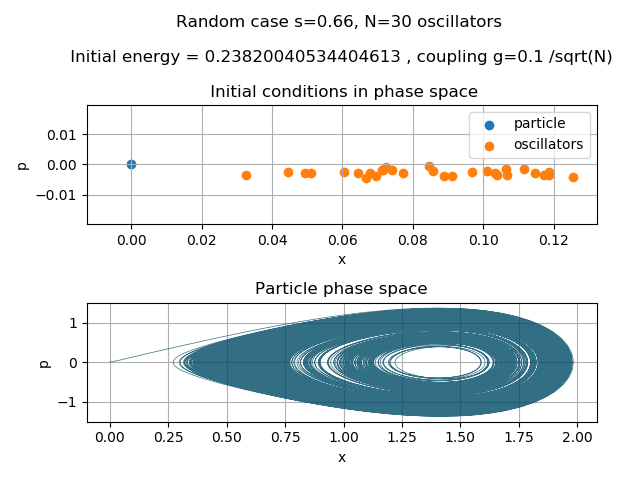 Random case s=0.66, N=30 oscillators
Initial energy = 0.23820040534404613 , coupling g=0.1 /sqrt(N)
Initial conditions in phase space
particle
oscillators
p
0.01
0.00
−0.01
0.00 0.02 0.04 0.06 0.08 0.10 0.12
x
Particle phase space
p
1
0
−1
0.00 0.25 0.50 0.75 1.00 1.25 1.50 1.75 2.00
x